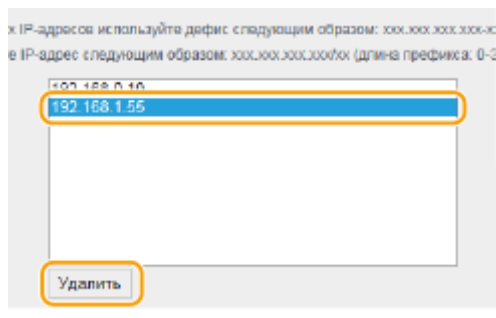 х IP-адресов используйте дефис следующим образом: xxx.xxx.xxx.xxx-x
е IP-адрес следующим образом: xxx.xxx.xxx.xxx/xx (длина префикса: 0-3
192.168.0.10
192.168.1.55
Удалить